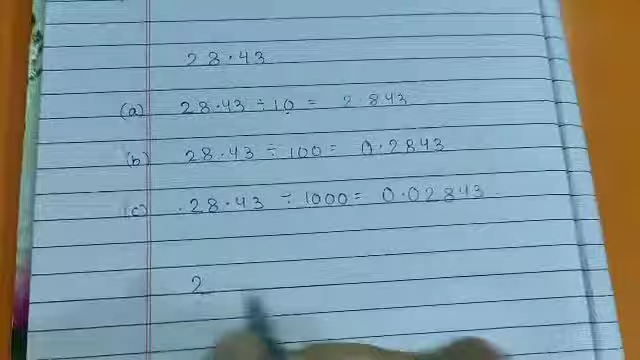 28.43
(a) 28.43 ÷ 10 = 2.843
(b) 28.43 ÷ 100 = 0.2843
(c) .28.43 ÷ 1000 = 0.02843
2